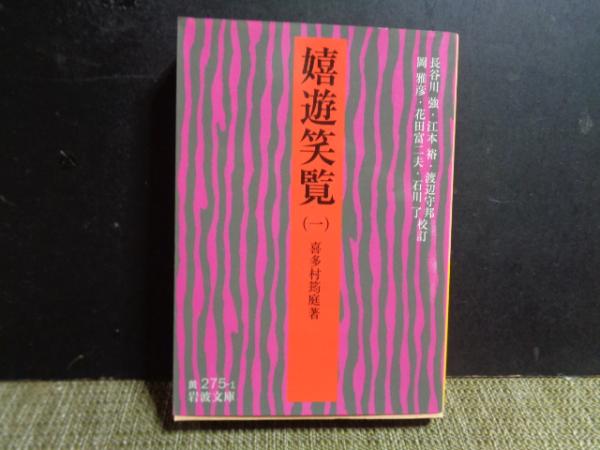 長谷川 強・江本 裕・渡辺守邦
岡 雅彦・花田富二夫・石川 了 校訂
嬉遊笑覧
(一)
喜多村筠庭著
黄 275-1
岩波文庫